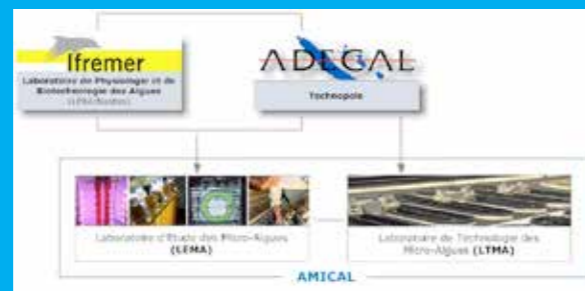 Ifremer
Laboratoire de Physiologie et de
Biotechnologie des Algues
ADECAL
Technopole
Laboratoire d'Etude des Micro-Algues
(LEMA)
Laboratoire de Technologie des
Micro-Algues (LTMA)
AMICAL